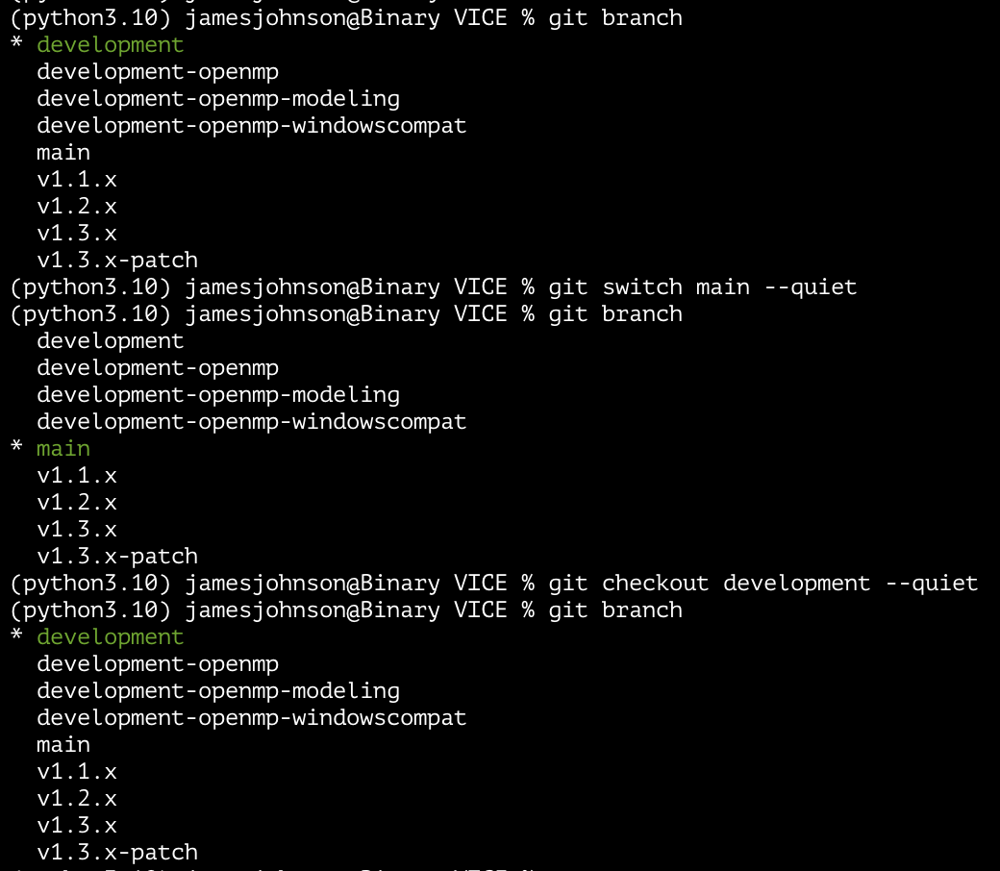 (python3.10) jamesjohnson@Binary VICE % git branch
* development
  development-openmp
  development-openmp-modeling
  development-openmp-windowscompat
  main
  v1.1.x
  v1.2.x
  v1.3.x
  v1.3.x-patch
(python3.10) jamesjohnson@Binary VICE % git switch main --quiet
(python3.10) jamesjohnson@Binary VICE % git branch
  development
  development-openmp
  development-openmp-modeling
  development-openmp-windowscompat
* main
  v1.1.x
  v1.2.x
  v1.3.x
  v1.3.x-patch
(python3.10) jamesjohnson@Binary VICE % git checkout development --quiet
(python3.10) jamesjohnson@Binary VICE % git branch
* development
  development-openmp
  development-openmp-modeling
  development-openmp-windowscompat
  main
  v1.1.x
  v1.2.x
  v1.3.x
  v1.3.x-patch